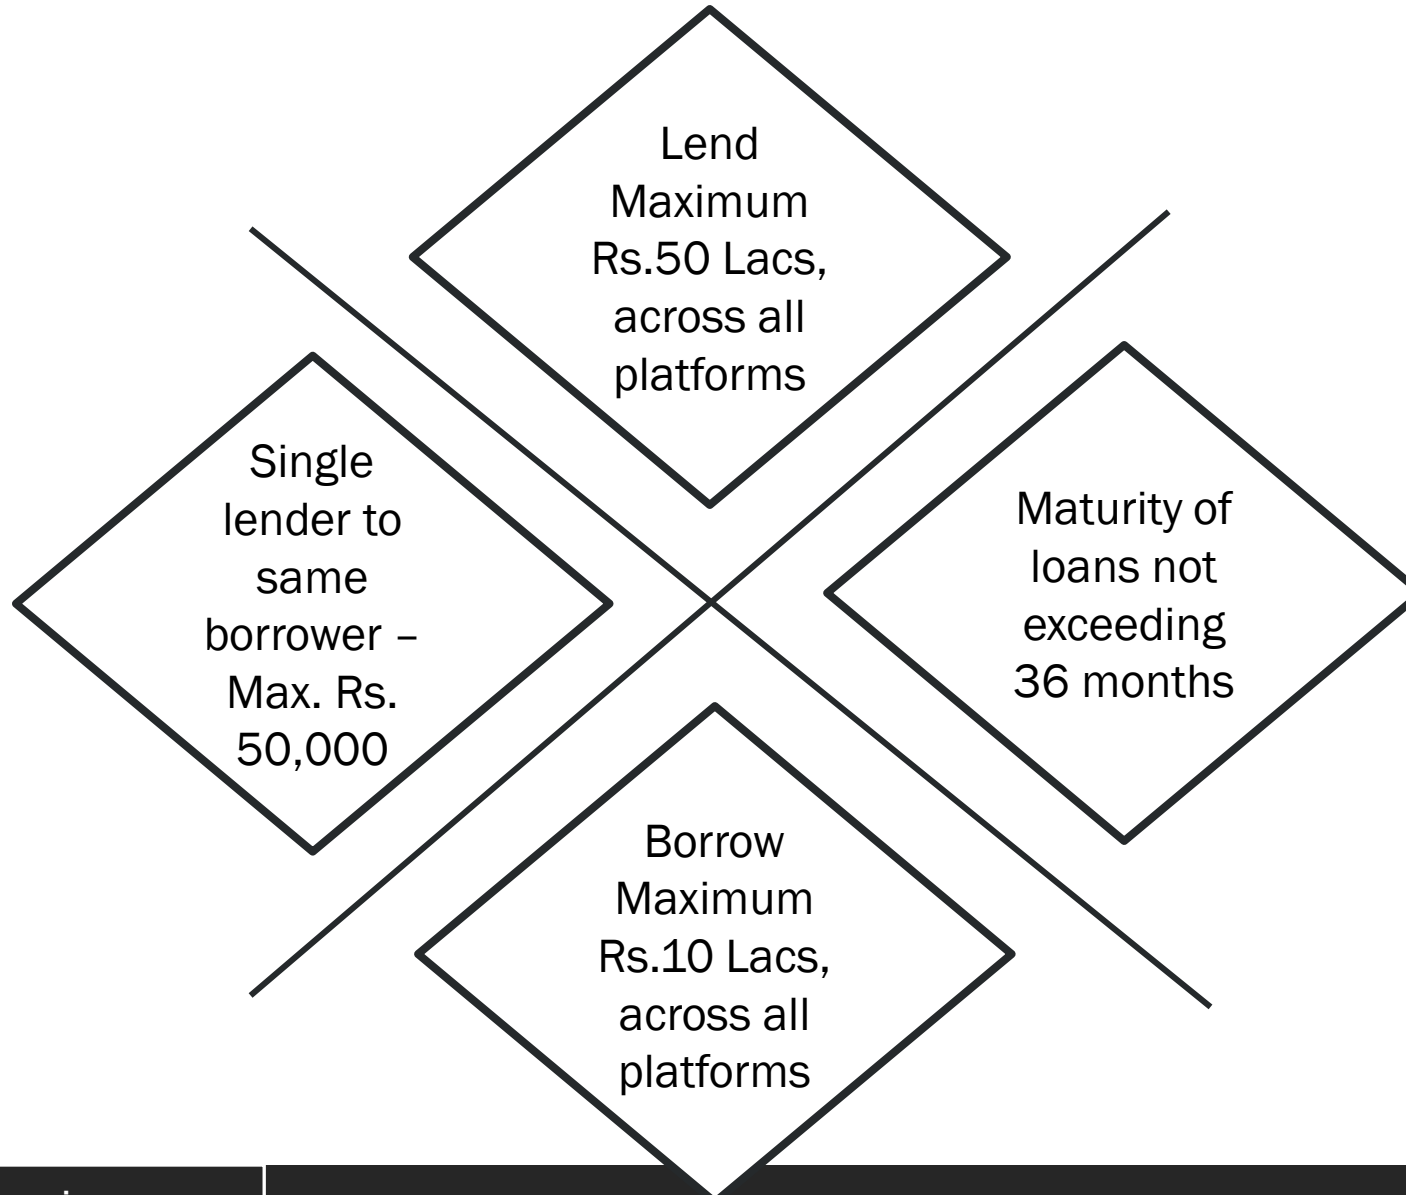 Lend
Maximum
Rs.50 Lacs,
across all
platforms
Single
lender to
same
borrower –
Max. Rs.
50,000
Maturity of
loans not
exceeding
36 months
Borrow
Maximum
Rs.10 Lacs,
across all
platforms